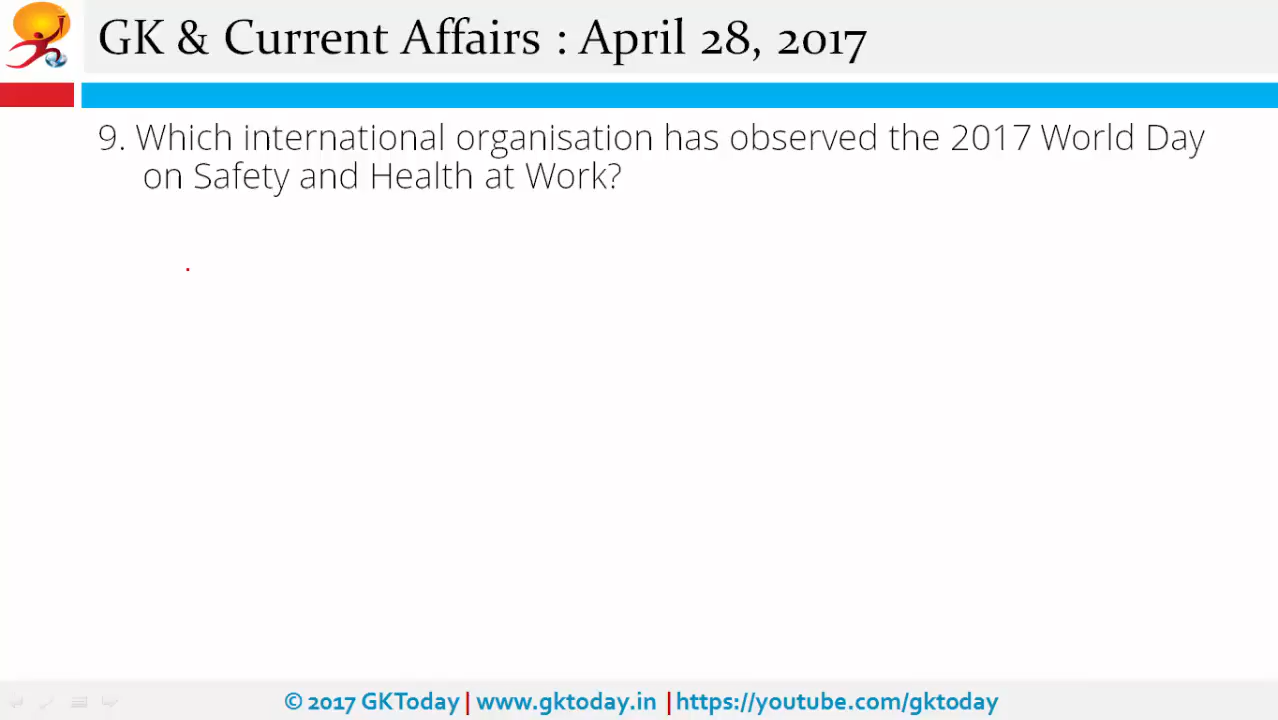 GK & Current Affairs : April 28, 2017
9. Which international organisation has observed the 2017 World Day
on Safety and Health at Work?
© 2017 GKToday | www.gktoday.in | https://youtube.com/gktoday